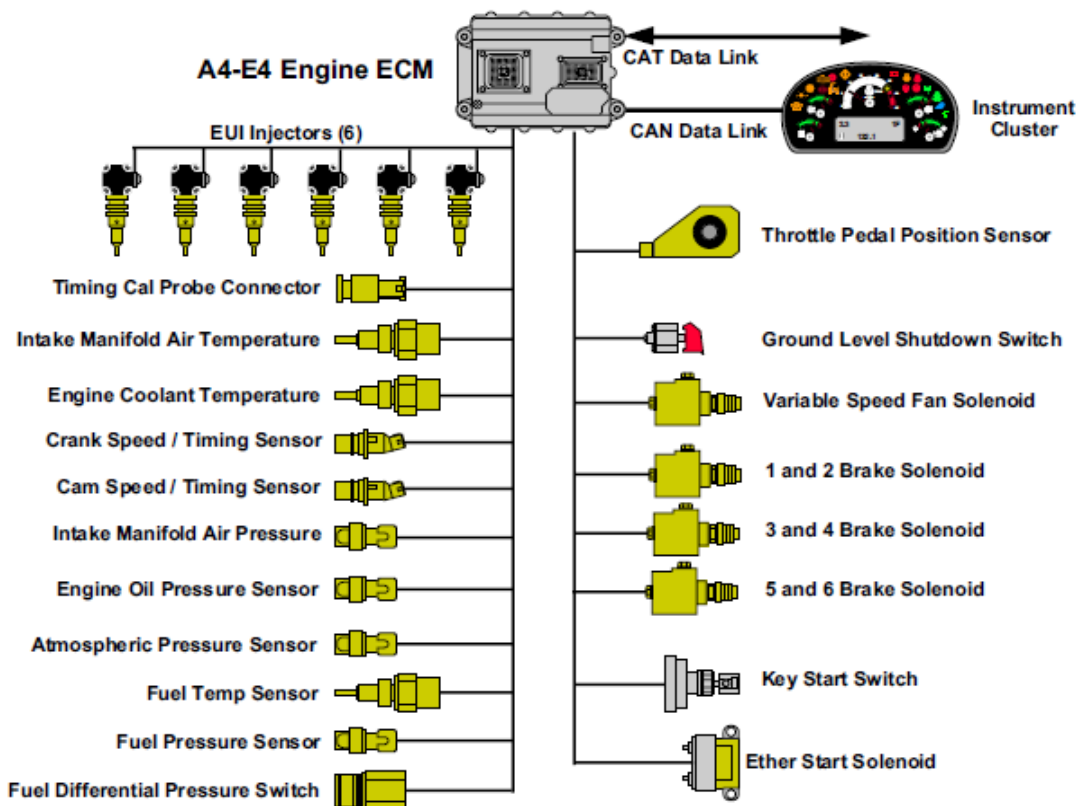 A4-E4 Engine ECM
CAT Data Link
CAN Data Link
Instrument
Cluster
EUI Injectors (6)
Timing Cal Probe Connector
Intake Manifold Air Temperature
Engine Coolant Temperature
Crank Speed / Timing Sensor
Cam Speed / Timing Sensor
Intake Manifold Air Pressure
Engine Oil Pressure Sensor
Atmospheric Pressure Sensor
Fuel Temp Sensor
Fuel Pressure Sensor
Fuel Differential Pressure Switch
Throttle Pedal Position Sensor
Ground Level Shutdown Switch
Variable Speed Fan Solenoid
1 and 2 Brake Solenoid
3 and 4 Brake Solenoid
5 and 6 Brake Solenoid
Key Start Switch
Ether Start Solenoid